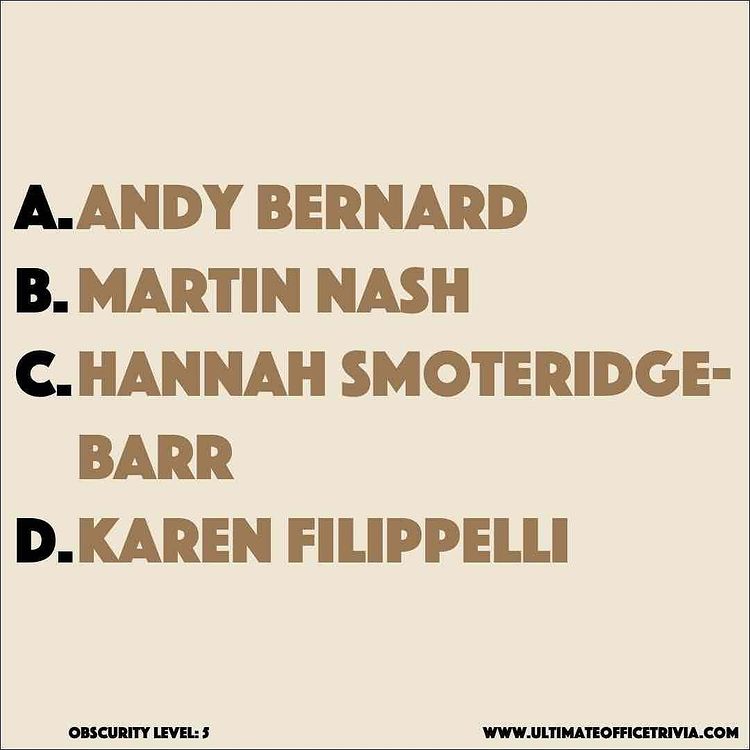 A. ANDY BERNARD
B. MARTIN NASH
C. HANNAH SMOTERIDGE-
BARR
D. KAREN FILIPPELLI
OBSCURITY LEVEL: 5
WWW.ULTIMATEOFFICETRIVIA.COM